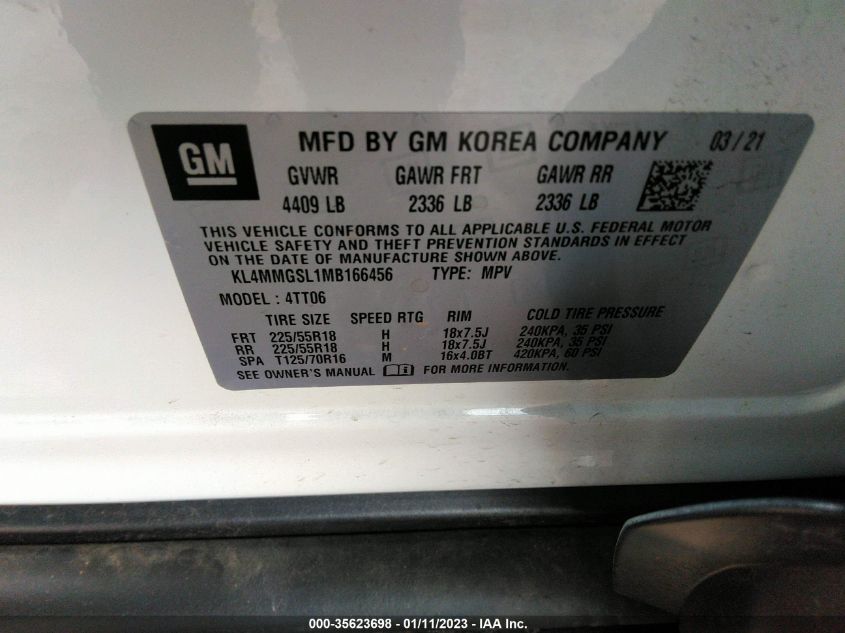 GM MFD BY GM KOREA COMPANY 03/21
GVWR GAWR FRT GAWR RR
4409 LB 2336 LB 2336 LB
THIS VEHICLE CONFORMS TO ALL APPLICABLE U.S. FEDERAL MOTOR
VEHICLE SAFETY AND THEFT PREVENTION STANDARDS IN EFFECT
ON THE DATE OF MANUFACTURE SHOWN ABOVE.
KL4MMGSL1MB166456 TYPE: MPV
MODEL : 4TT06
TIRE SIZE SPEED RTG RIM COLD TIRE PRESSURE
FRT 225/55R18 H 18x7.5J 240KPA, 35 PSI
RR 225/55R18 H 18x7.5J 240KPA, 35 PSI
SPA T125/70R16 M 16x4.0BT 420KPA, 60 PSI
SEE OWNER'S MANUAL FOR MORE INFORMATION.
000-35623698 - 01/11/2023 - IAA Inc.